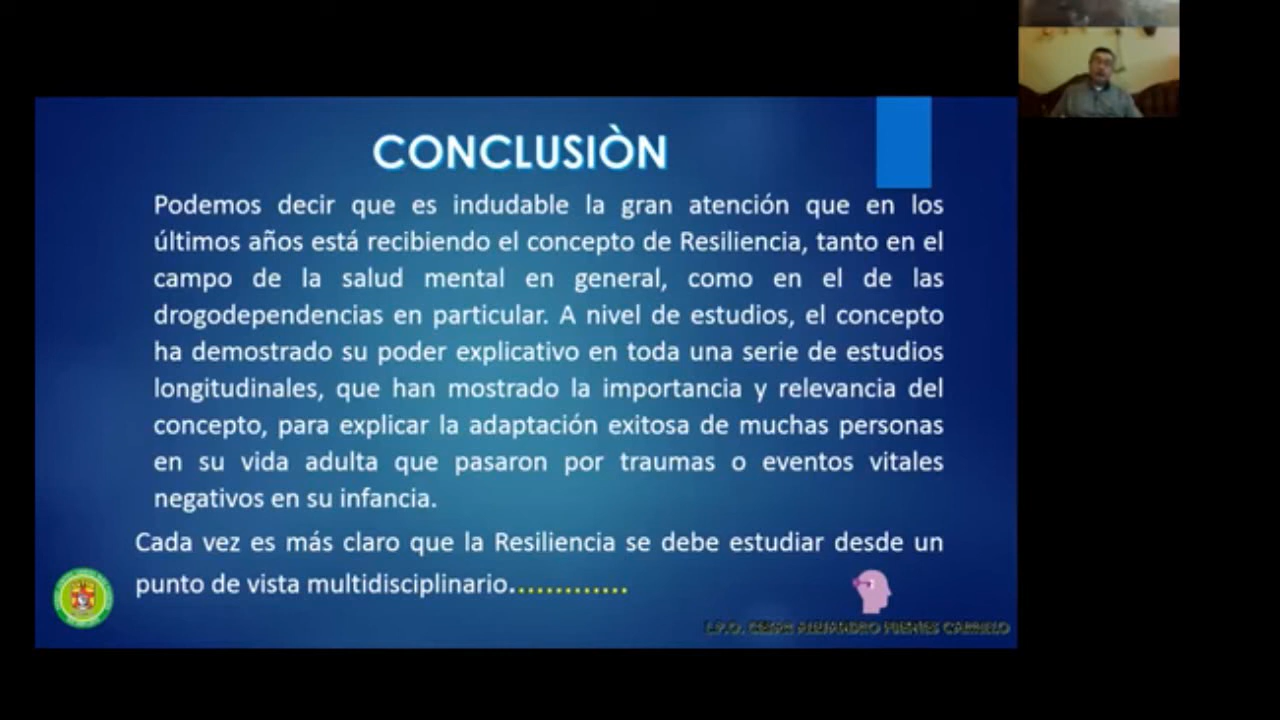 CONCLUSIÒN
Podemos decir que es indudable la gran atención que en los
últimos años está recibiendo el concepto de Resiliencia, tanto en el
campo de la salud mental en general, como en el de las
drogodependencias en particular. A nivel de estudios, el concepto
ha demostrado su poder explicativo en toda una serie de estudios
longitudinales, que han mostrado la importancia y relevancia del
concepto, para explicar la adaptación exitosa de muchas personas
en su vida adulta que pasaron por traumas o eventos vitales
negativos en su infancia.
Cada vez es más claro que la Resiliencia se debe estudiar desde un
punto de vista multidisciplinario.............
CESAR ALEJANDRO FUENTES CARRILLO